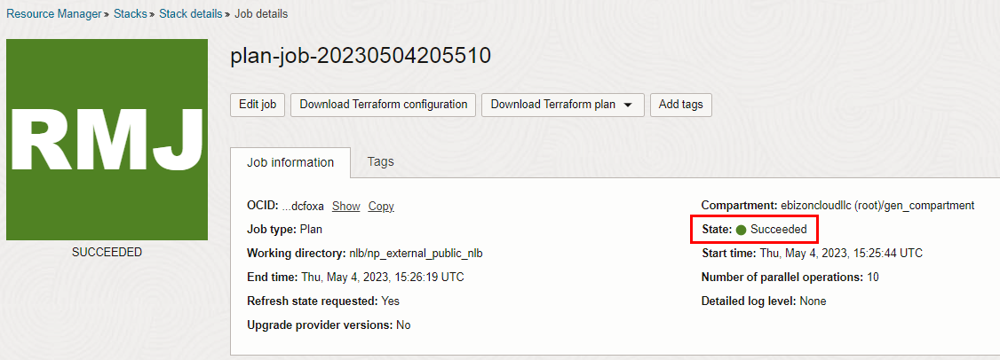 Resource Manager » Stacks » Stack details » Job details
RMJ
SUCCEEDED
plan-job-20230504205510
Edit job Download Terraform configuration Download Terraform plan Add tags
Job information Tags
OCID: ...dcfoxa Show Copy
Job type: Plan
Working directory: nlb/np_external_public_nlb
End time: Thu, May 4, 2023, 15:26:19 UTC
Refresh state requested: Yes
Upgrade provider versions: No
Compartment: ebizoncloudllc (root)/gen_compartment
State: Succeeded
Start time: Thu, May 4, 2023, 15:25:44 UTC
Number of parallel operations: 10
Detailed log level: None